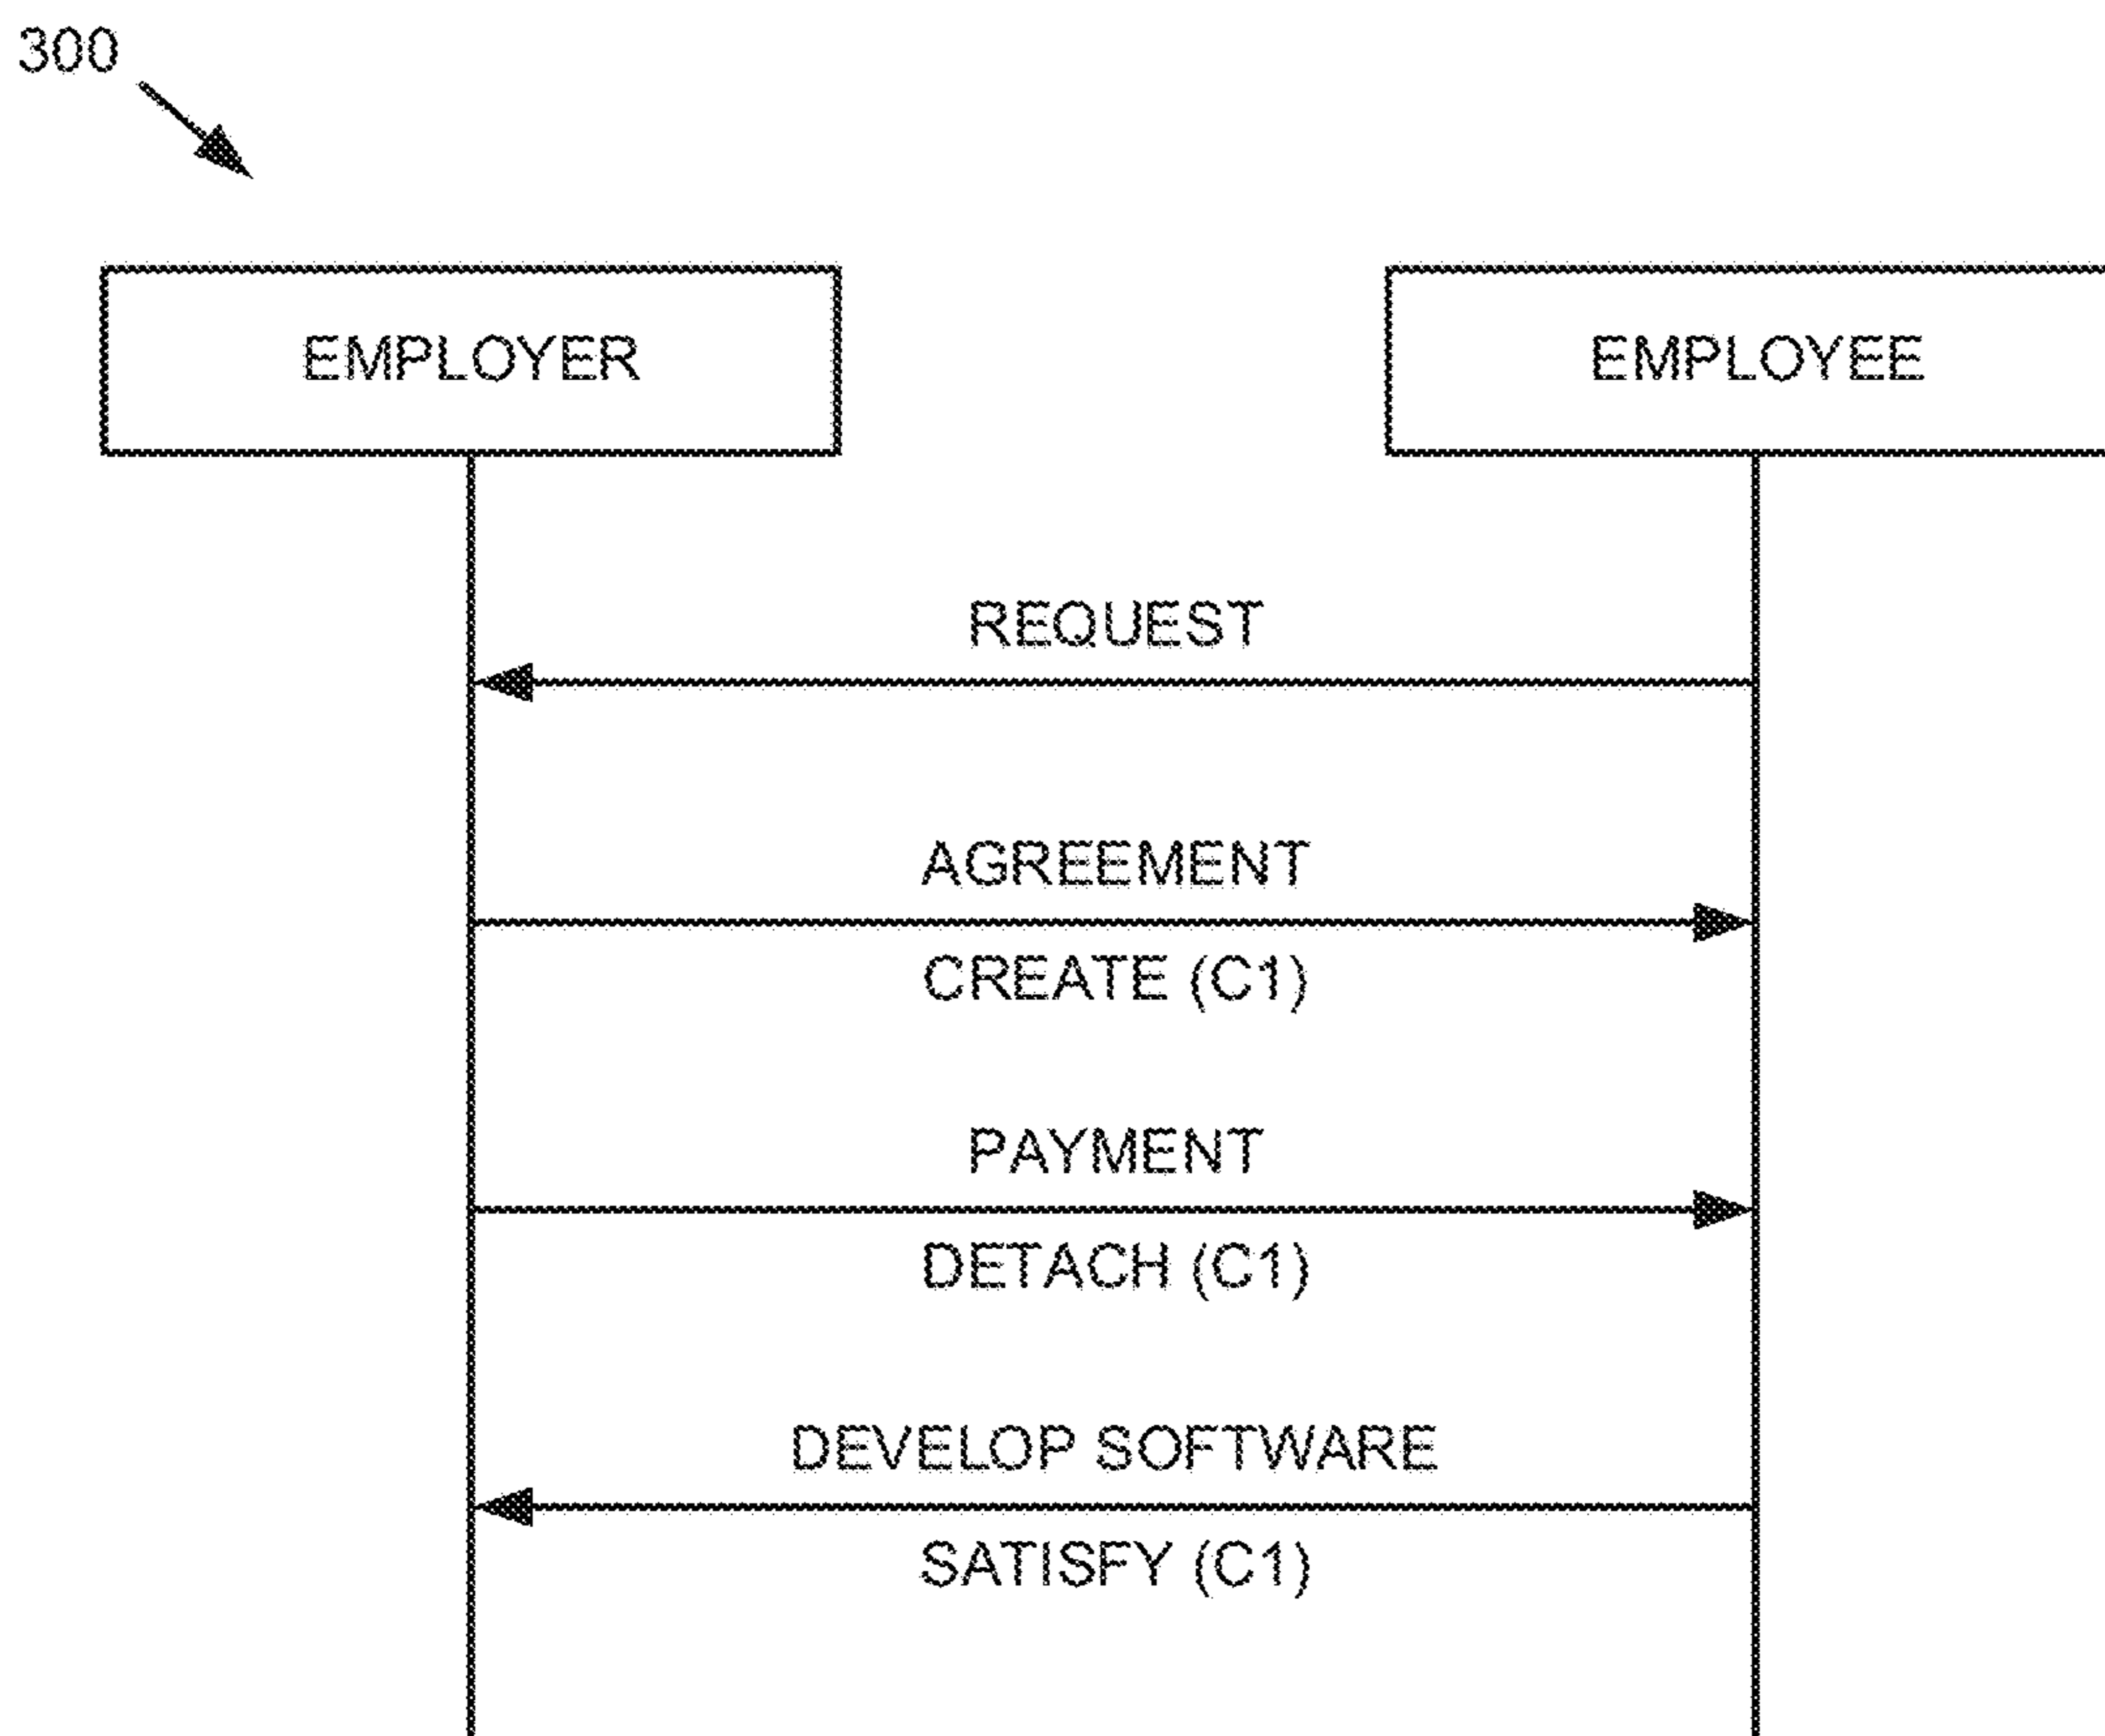 300
EMPLOYER
EMPLOYEE
REQUEST
AGREEMENT
CREATE (C1)
PAYMENT
DETACH (C1)
DEVELOP SOFTWARE
SATISFY (C1)